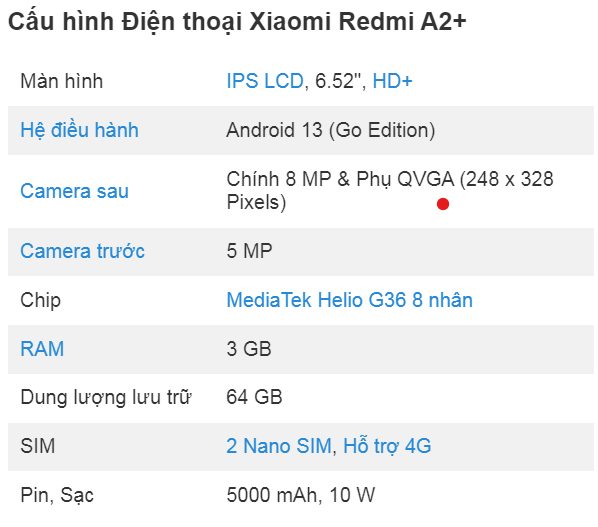 Cấu hình Điện thoại Xiaomi Redmi A2+
Màn hình IPS LCD, 6.52", HD+
Hệ điều hành Android 13 (Go Edition)
Camera sau Chính 8 MP & Phụ QVGA (248 x 328
Pixels)
Camera trước 5 MP
Chip MediaTek Helio G36 8 nhân
RAM 3 GB
Dung lượng lưu trữ 64 GB
SIM 2 Nano SIM, Hỗ trợ 4G
Pin, Sạc 5000 mAh, 10 W